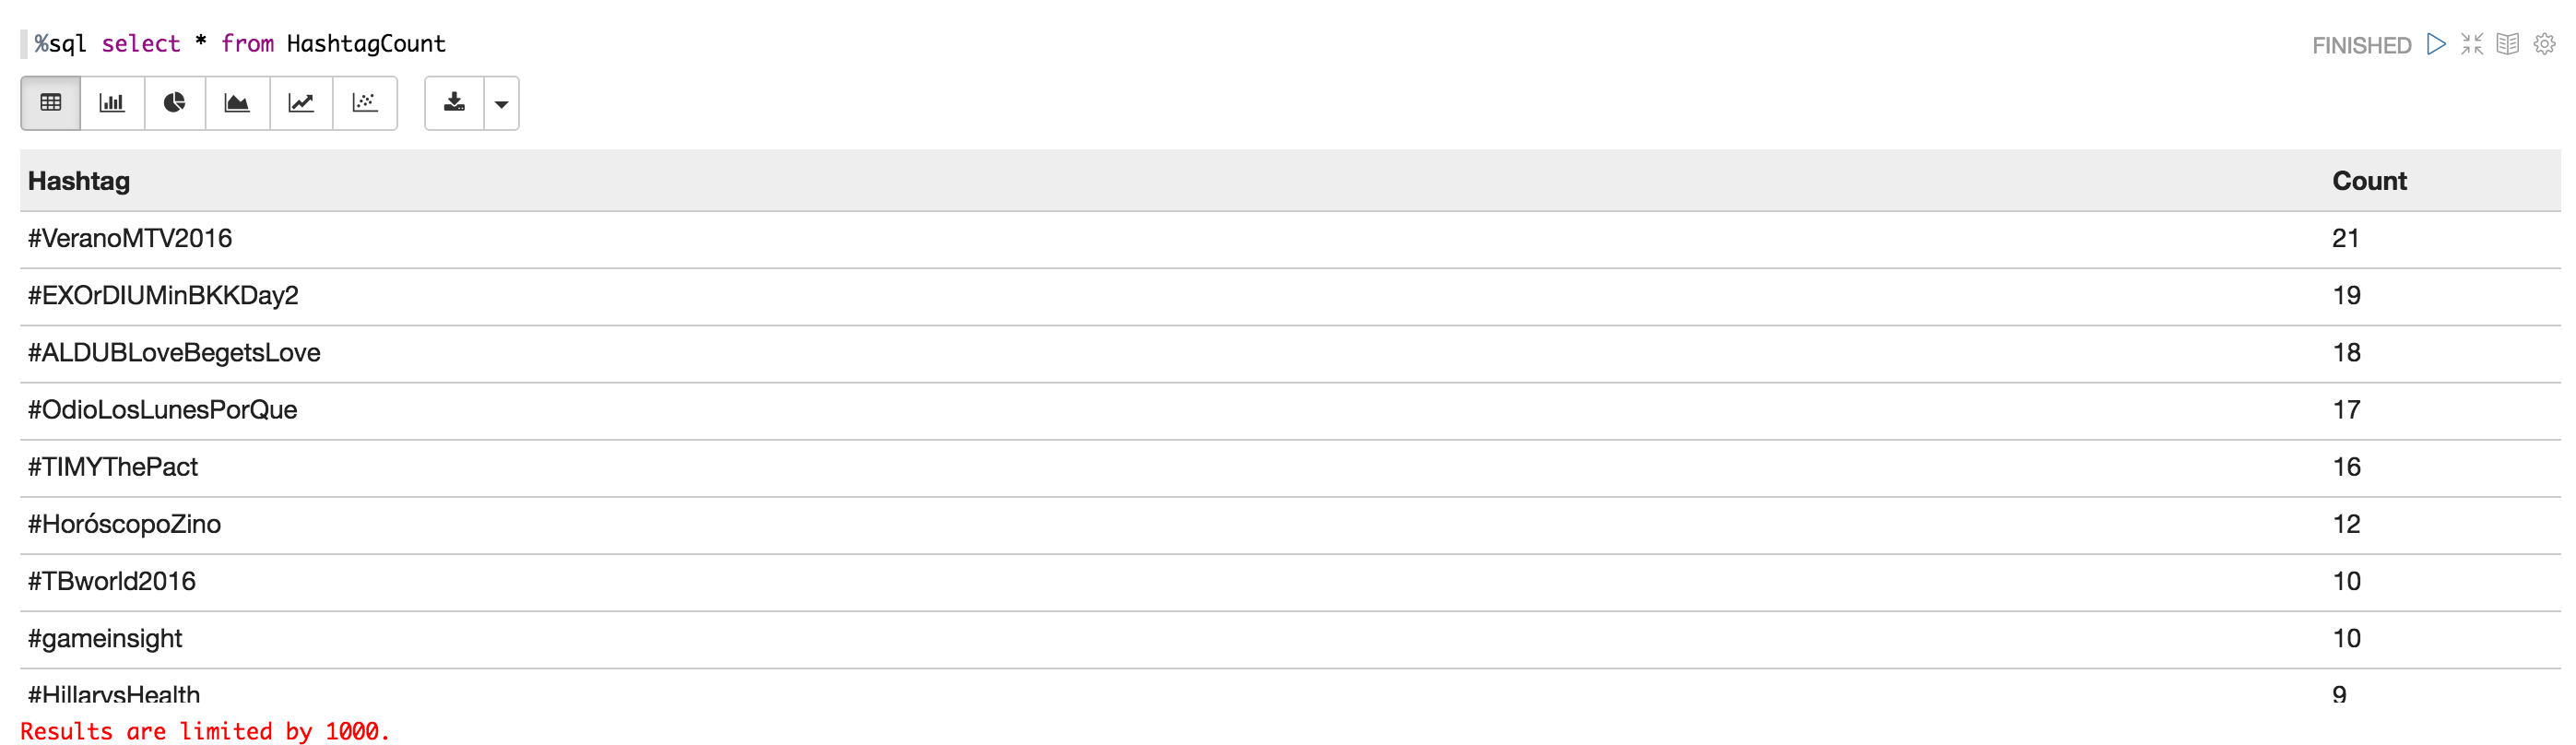 %sql select * from HashtagCount
FINISHED
Hashtag Count
#VeranoMTV2016 21
#EXOrDIUMinBKKDay2 19
#ALDUBLoveBegetsLove 18
#OdioLosLunesPorQue 17
#TIMYThePact 16
#HoróscopoZino 12
#TBworld2016 10
#gameinsight 10
#HillarysHealth 9
Results are limited by 1000.